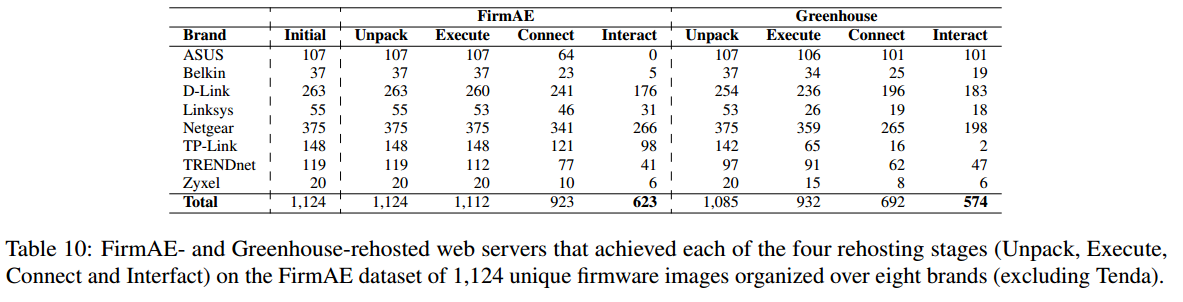 FirmAE Greenhouse
Brand Initial Unpack Execute Connect Interact Unpack Execute Connect Interact
ASUS 107 107 107 64 0 107 106 101 101
Belkin 37 37 37 23 5 37 34 25 19
D-Link 263 263 260 241 176 254 236 196 183
Linksys 55 55 53 46 31 53 26 19 18
Netgear 375 375 375 341 266 375 359 265 198
TP-Link 148 148 148 121 98 142 65 16 2
TRENDnet 119 119 112 77 41 97 91 62 47
Zyxel 20 20 20 10 6 20 15 8 6
Total 1,124 1,124 1,112 923 623 1,085 932 692 574
Table 10: FirmAE- and Greenhouse-rehosted web servers that achieved each of the four rehosting stages (Unpack, Execute,
Connect and Interfact) on the FirmAE dataset of 1,124 unique firmware images organized over eight brands (excluding Tenda).